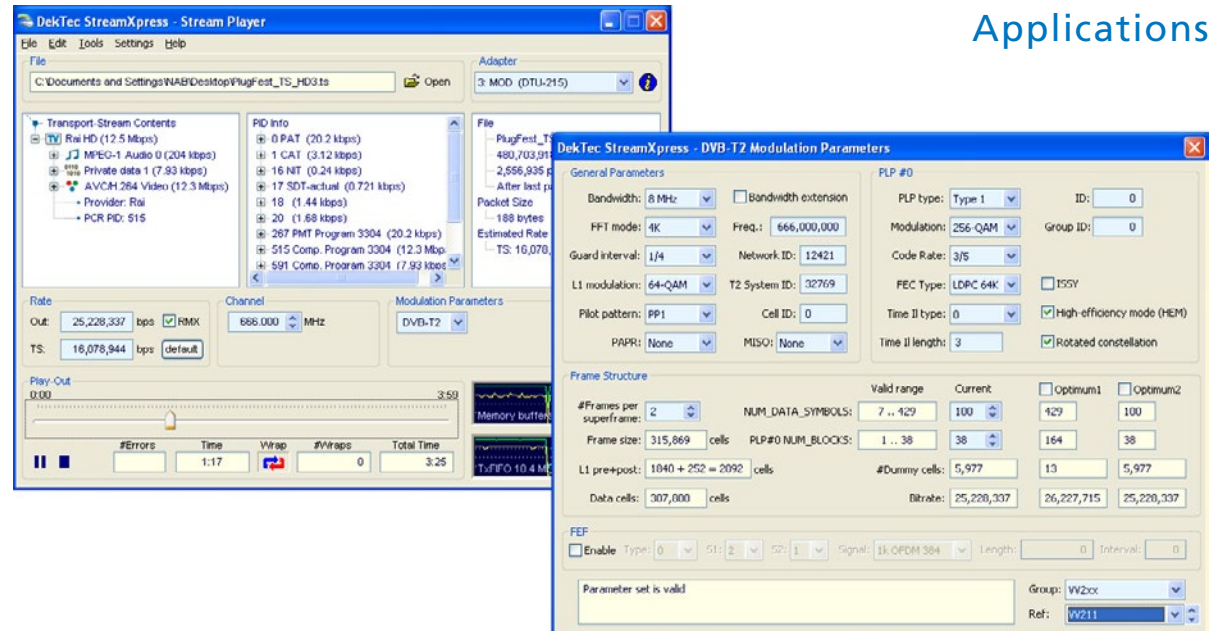 Applications
DekTec StreamXpress - Stream Player
File Edit Tools Settings Help
File
C:\Documents and Settings\NAB\Desktop\PlugFest_TS_HD3.ts Open
Adapter
3: MOD (DTU-215)
Transport-Stream Contents
TV Rai HD (12.5 Mbps)
MPEG-1 Audio 0 (204 kbps)
Private data 1 (7.93 kbps)
AVC/H.264 Video (12.3 Mbps)
Provider: Rai
PCR PID: 515
PID Info
0 PAT (20.2 kbps)
1 CAT (3.12 kbps)
16 NIT (0.24 kbps)
17 SDT-actual (0.721 kbps)
18 (1.44 kbps)
20 (1.68 kbps)
267 PMT Program 3304 (20.2 kbps)
515 Comp. Program 3304 (12.3 Mbp
591 Comp. Program 3304 (7.93 kbps
File
PlugFest_T
480,703,91
2,556,935 p
After last p
Packet Size
188 bytes
Estimated Rate
TS: 16,078,
Rate
Out: 25,228,337 bps RMX
TS: 16,078,944 bps default
Channel
666.000 MHz
Modulation Parameters
DVB-T2
Play-Out
0:00 3:59
#Errors Time Wrap #Wraps Total Time
1:17 0 3:25
Memory buffer
TxFIFO 10.4 M
DekTec StreamXpress - DVB-T2 Modulation Parameters
General Parameters
Bandwidth: 8 MHz Bandwidth extension
FFT mode: 4K Freq.: 666,000,000
Guard interval: 1/4 Network ID: 12421
L1 modulation: 64-QAM T2 System ID: 32769
Pilot pattern: PP1 Cell ID: 0
PAPR: None MISO: None
PLP #0
PLP type: Type 1 ID: 0
Modulation: 256-QAM Group ID: 0
Code Rate: 3/5
FEC Type: LDPC 64K ISSY
Time Il type: 0 High-efficiency mode (HEM)
Time Il length: 3 Rotated constellation
Frame Structure
Valid range Current Optimum1 Optimum2
#Frames per superframe: 2 NUM_DATA_SYMBOLS: 7 .. 429 100 429 100
Frame size: 315,869 cells PLP#0 NUM_BLOCKS: 1 .. 38 38 164 38
L1 pre+post: 1840 + 252 = 2092 cells #Dummy cells: 5,977 13 5,977
Data cells: 307,800 cells Bitrate: 25,228,337 26,227,715 25,228,337
FEF
Enable Type: 0 S1: 2 S2: 1 Signal: 1k OFDM 384 Length: 0 Interval: 0
Parameter set is valid
Group: VV2xx
Ref: VV211